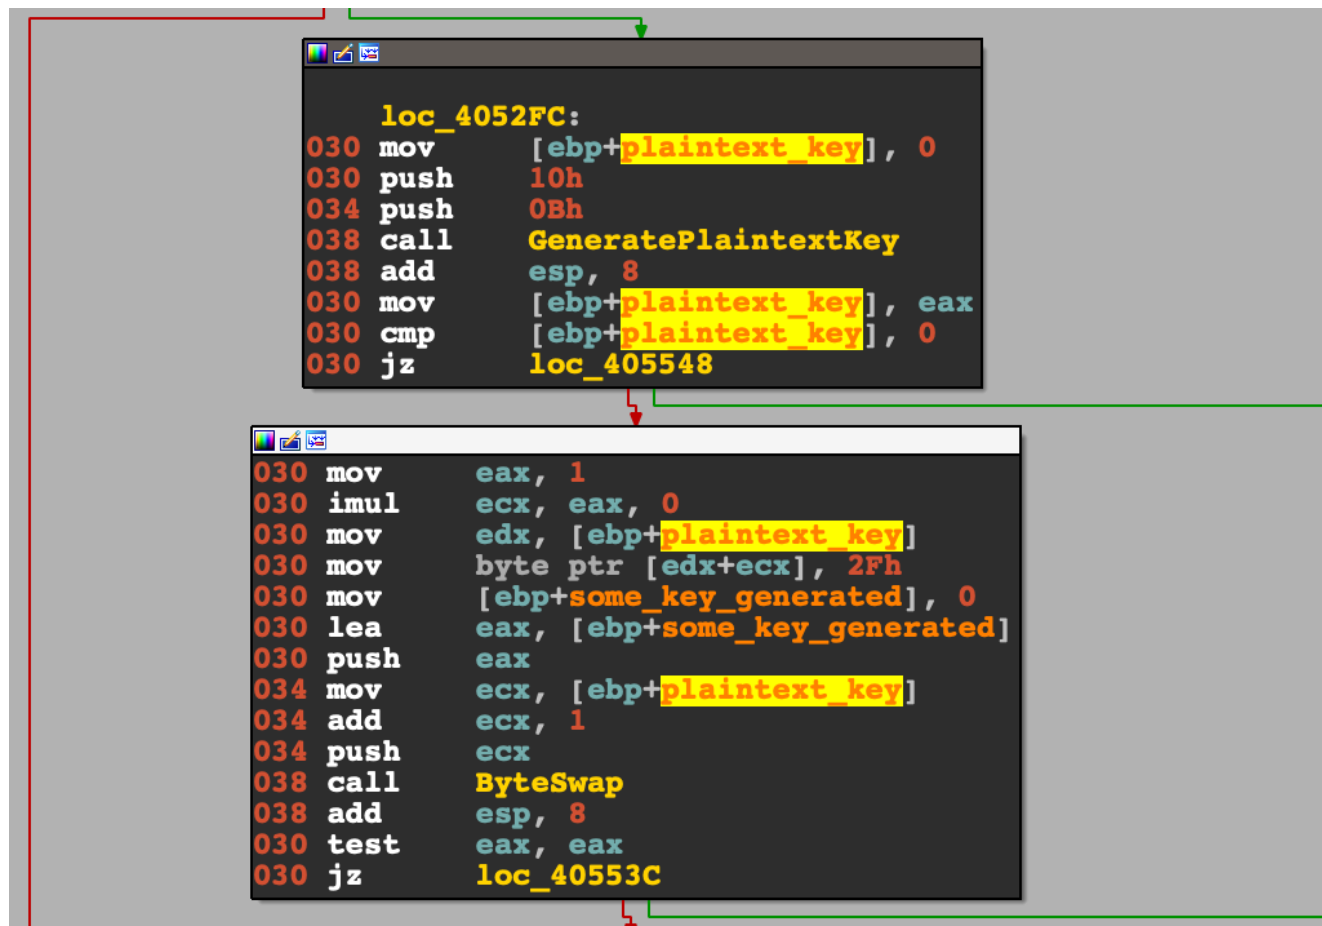 loc_4052FC:
030 mov [ebp+plaintext_key], 0
030 push 10h
034 push 0Bh
038 call GeneratePlaintextKey
038 add esp, 8
030 mov [ebp+plaintext_key], eax
030 cmp [ebp+plaintext_key], 0
030 jz loc_405548
030 mov eax, 1
030 imul ecx, eax, 0
030 mov edx, [ebp+plaintext_key]
030 mov byte ptr [edx+ecx], 2Fh
030 mov [ebp+some_key_generated], 0
030 lea eax, [ebp+some_key_generated]
030 push eax
034 mov ecx, [ebp+plaintext_key]
034 add ecx, 1
034 push ecx
038 call ByteSwap
038 add esp, 8
030 test eax, eax
030 jz loc_40553C